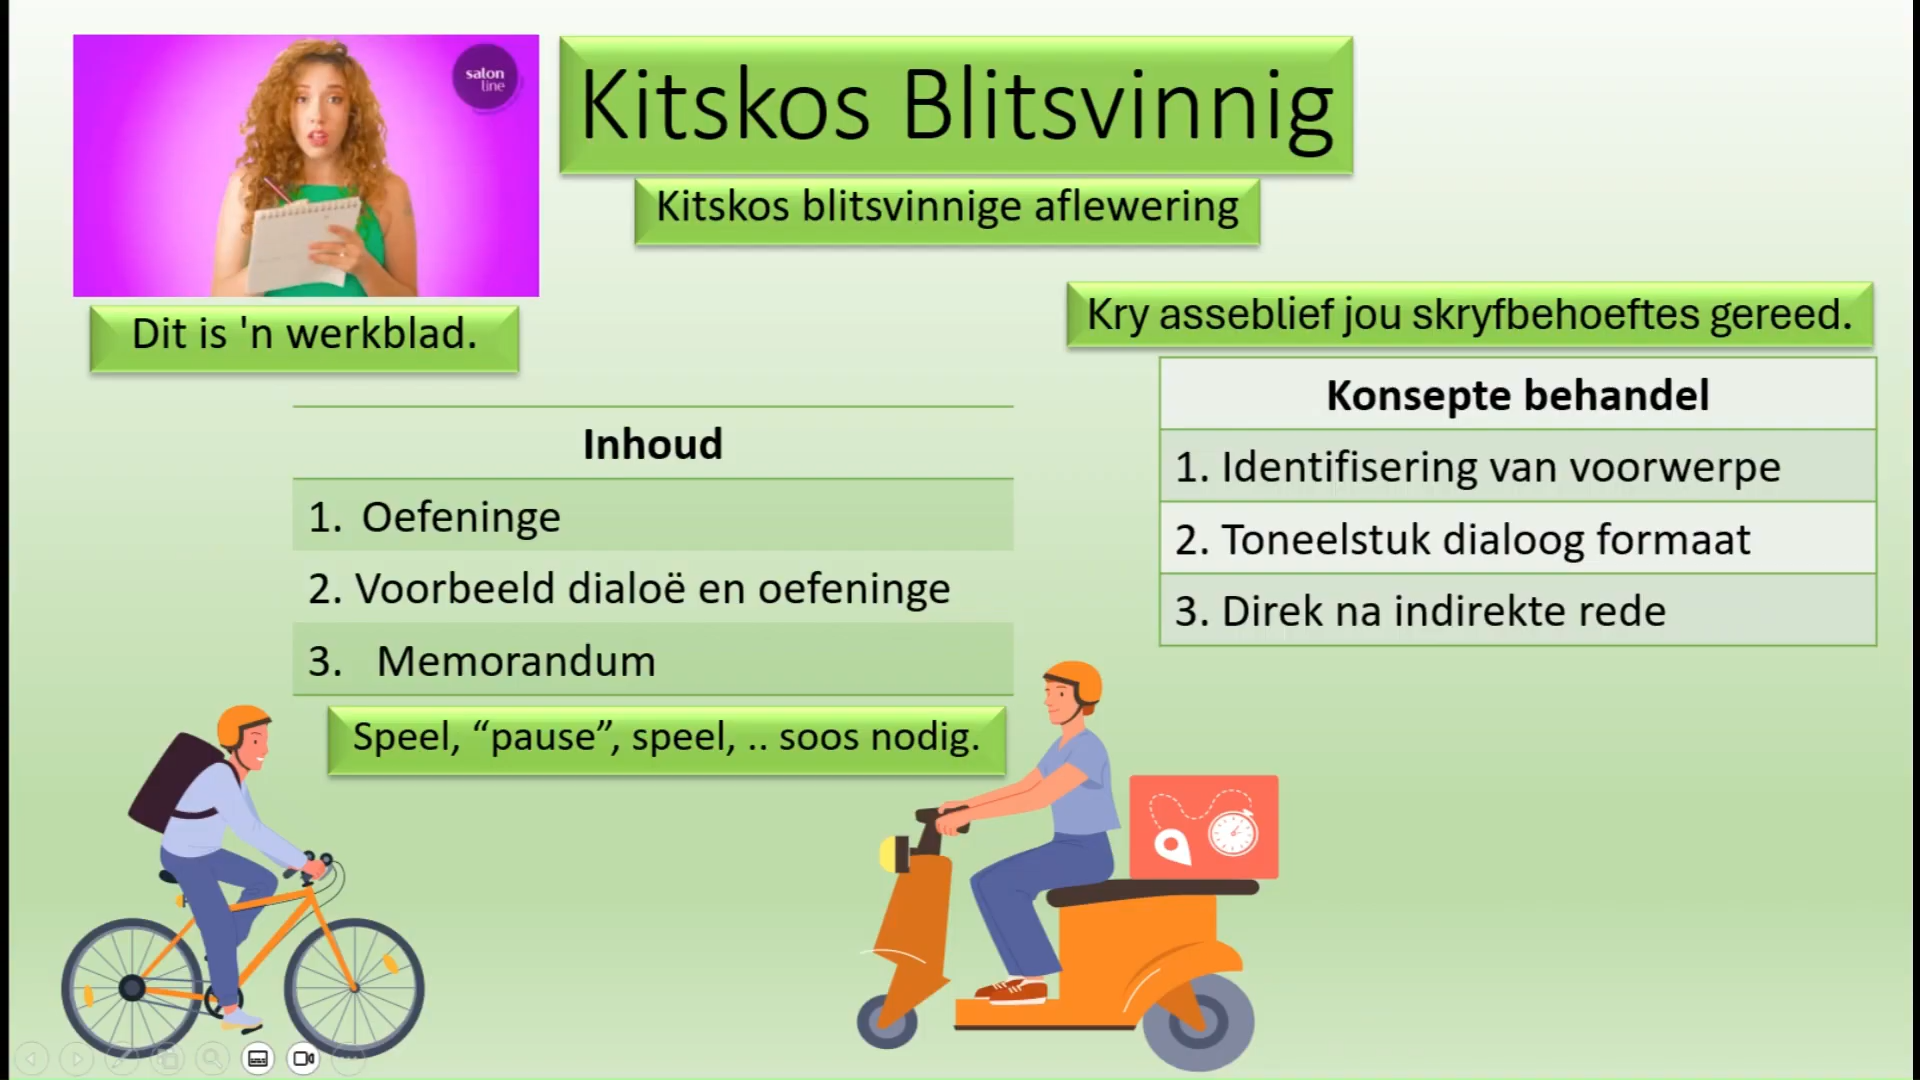 salon
line
Kitskos Blitsvinnig
Kitskos blitsvinnige aflewering
Dit is 'n werkblad.
Kry asseblief jou skryfbehoeftes gereed.
Inhoud
1. Oefeninge
2. Voorbeeld dialoë en oefeninge
3. Memorandum
Konsepte behandel
1. Identifisering van voorwerpe
2. Toneelstuk dialoog formaat
3. Direk na indirekte rede
Speel, “pause”, speel, .. soos nodig.